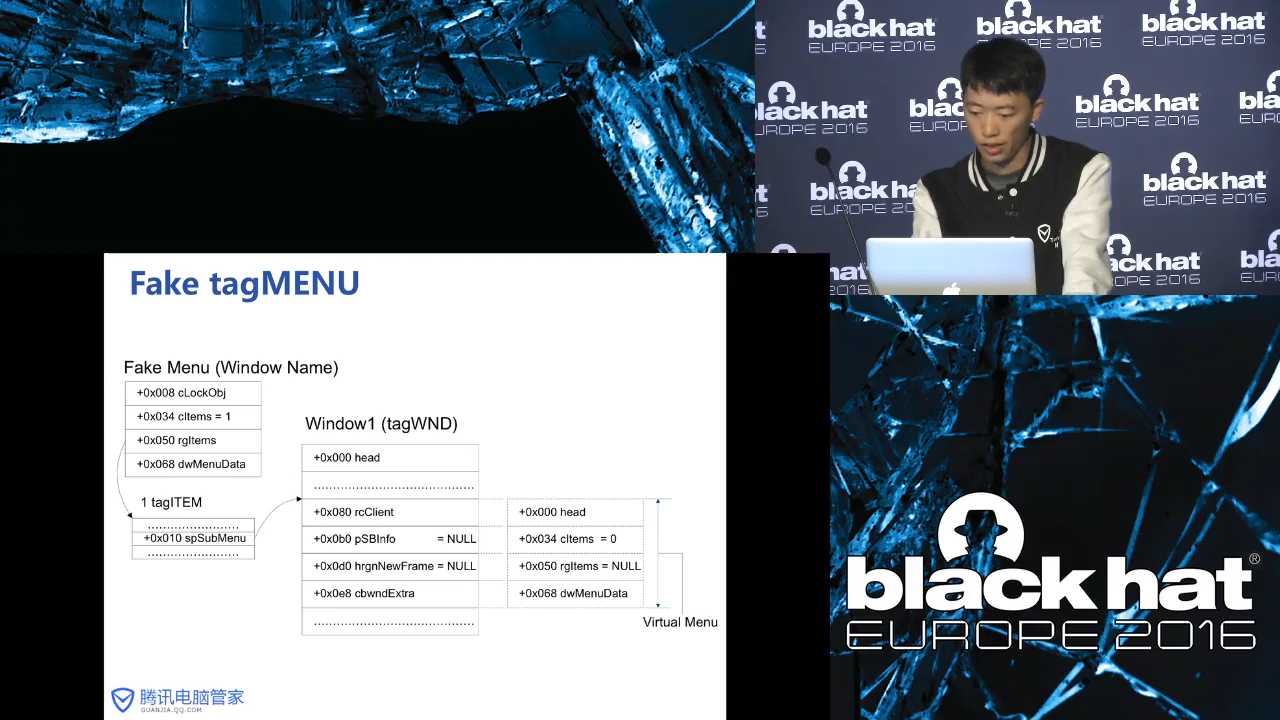 black hat
EUROPE 2016
black hat
EUROPE 2016
black hat
EUROPE 2016
black hat
EUROPE 2016
black hat
EUROPE 2016
black hat
EUROPE 2016
black hat
EUROPE 2016
Fake tagMENU
Fake Menu (Window Name)
+0x008 cLockObj
+0x034 cItems = 1
+0x050 rgItems
+0x068 dwMenuData
1 tagITEM
........................
+0x010 spSubMenu
........................
Window1 (tagWND)
+0x000 head
..........................................
+0x080 rcClient
+0x0b0 pSBInfo = NULL
+0x0d0 hrgnNewFrame = NULL
+0x0e8 cbwndExtra
..........................................
+0x000 head
+0x034 cItems = 0
+0x050 rgItems = NULL
+0x068 dwMenuData
Virtual Menu
腾讯电脑管家
GUANJIA.QQ.COM
black hat®
EUROPE 2016